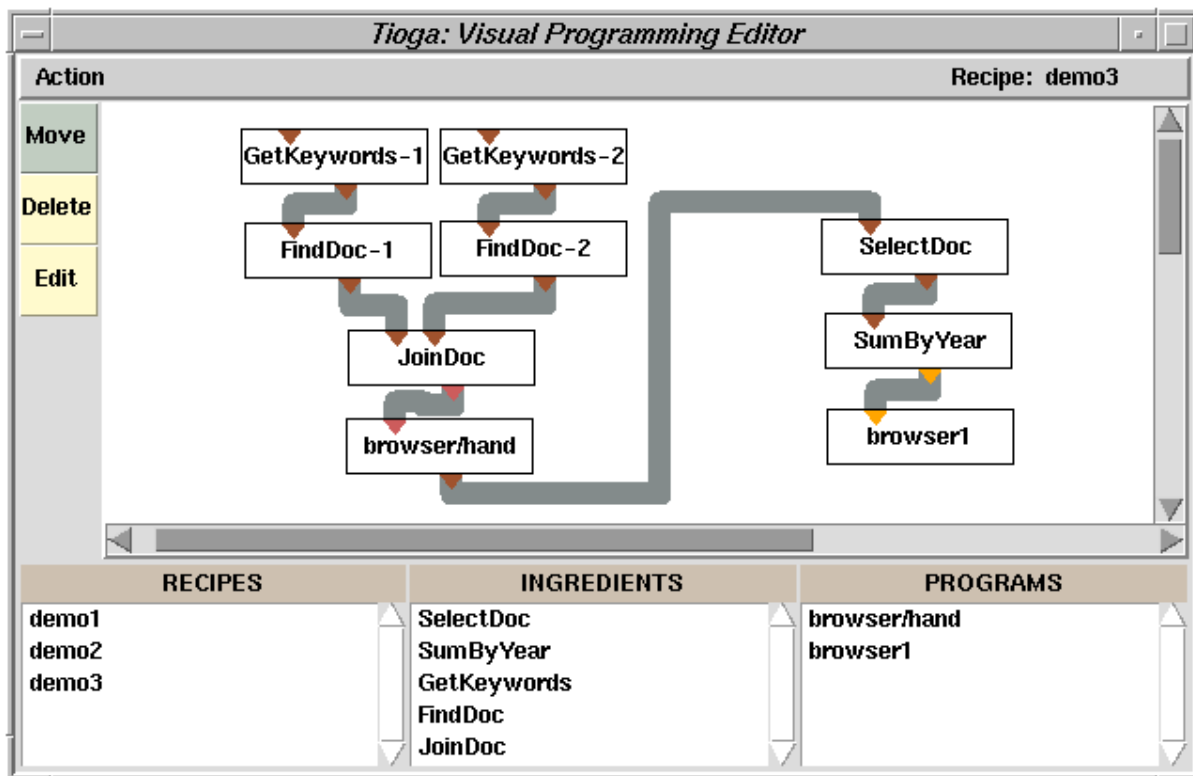 Tioga: Visual Programming Editor
Action
Recipe: demo3
Move
Delete
Edit
GetKeywords-1
GetKeywords-2
FindDoc-1
FindDoc-2
SelectDoc
JoinDoc
SumByYear
browser/hand
browser1
RECIPES
demo1
demo2
demo3
INGREDIENTS
SelectDoc
SumByYear
GetKeywords
FindDoc
JoinDoc
PROGRAMS
browser/hand
browser1